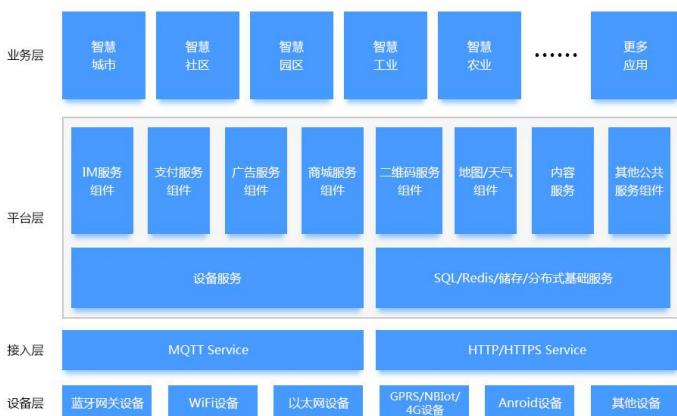 业务层
智慧
城市
智慧
社区
智慧
园区
智慧
工业
智慧
农业
······
更多
应用
平台层
IM服务
组件
支付服务
组件
广告服务
组件
商城服务
组件
二维码服务
组件
地图/天气
组件
内容
服务
其他公共
服务组件
设备服务
SQL/Redis/储存/分布式基础服务
接入层
MQTT Service
HTTP/HTTPS Service
设备层
蓝牙网关设备
WiFi设备
以太网设备
GPRS/NBIot/
4G设备
Anroid设备
其他设备